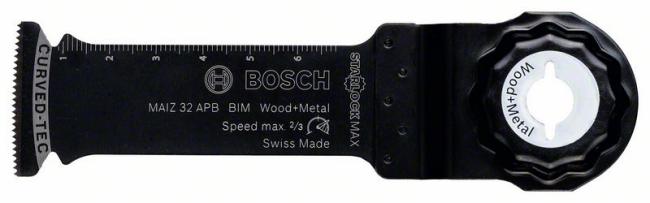 CURVED-TEC
1 2 3 4 5 6
BOSCH
MAIZ 32 APB BIM Wood+Metal
Speed max. 2/3
Swiss Made
STARLOCK MAX
Wood+Metal